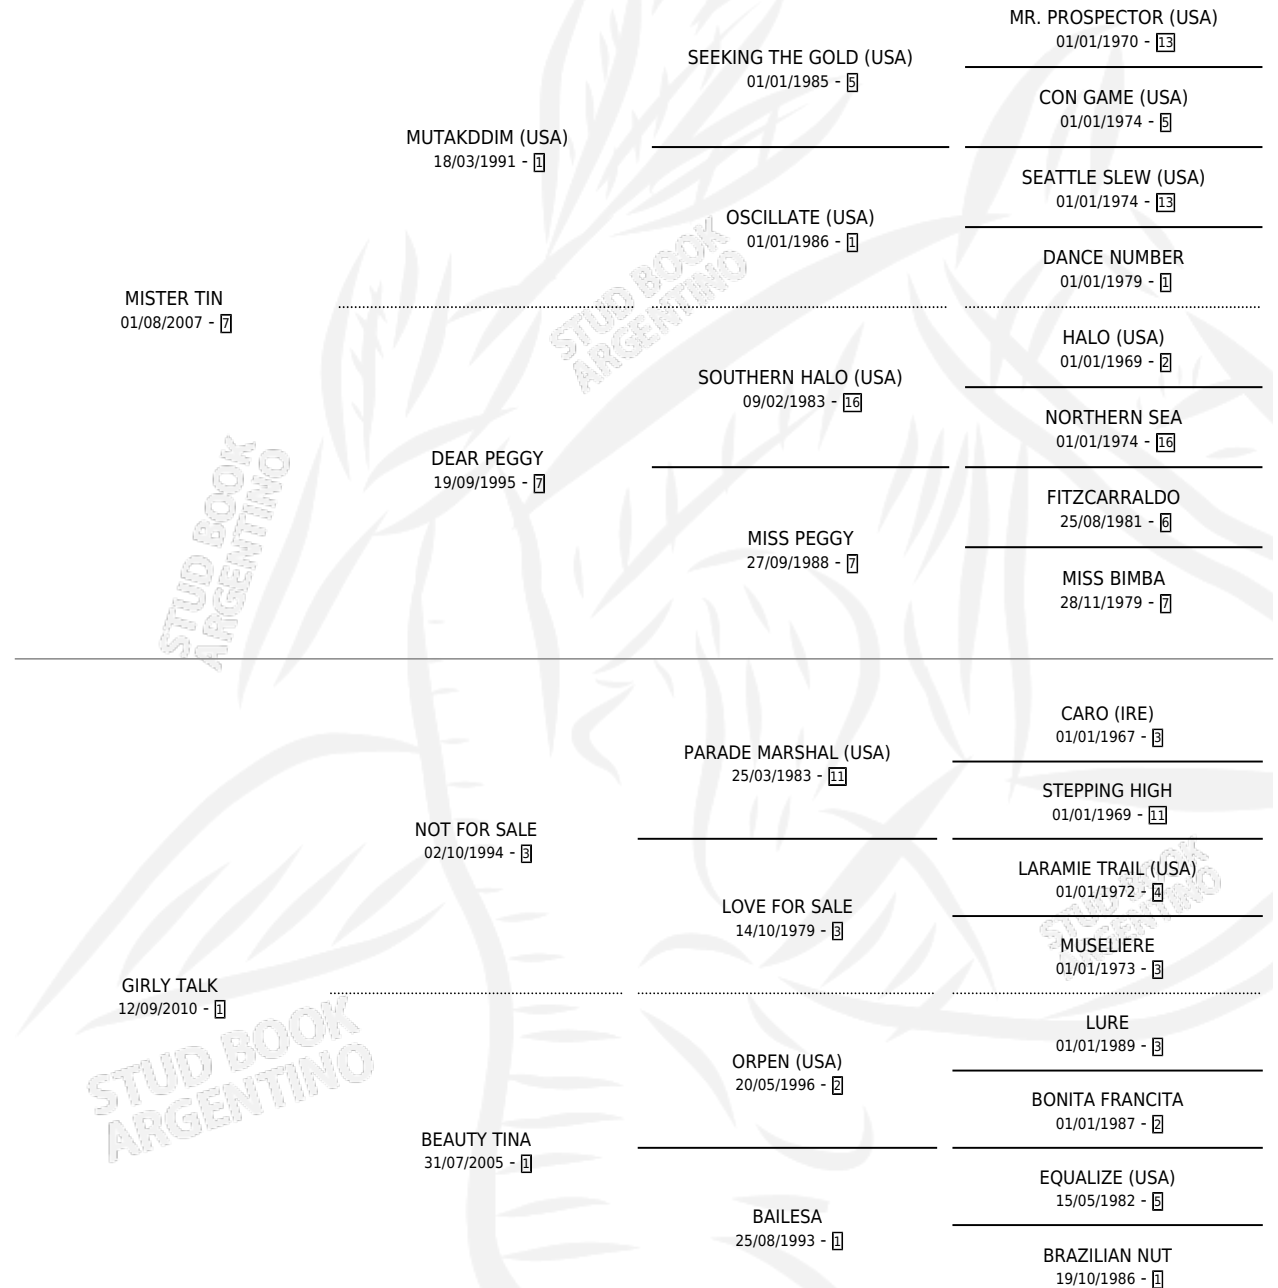 MR. PROSPECTOR (USA)
01/01/1970 - 13
SEEKING THE GOLD (USA)
01/01/1985 - 5
CON GAME (USA)
01/01/1974 - 5
MUTAKDDIM (USA)
18/03/1991 - 1
SEATTLE SLEW (USA)
01/01/1974 - 13
OSCILLATE (USA)
01/01/1986 - 1
DANCE NUMBER
01/01/1979 - 1
MISTER TIN
01/08/2007 - 7
HALO (USA)
01/01/1969 - 2
SOUTHERN HALO (USA)
09/02/1983 - 16
NORTHERN SEA
01/01/1974 - 16
DEAR PEGGY
19/09/1995 - 7
FITZCARRALDO
25/08/1981 - 6
MISS PEGGY
27/09/1988 - 7
MISS BIMBA
28/11/1979 - 7
CARO (IRE)
01/01/1967 - 3
PARADE MARSHAL (USA)
25/03/1983 - 11
STEPPING HIGH
01/01/1969 - 11
NOT FOR SALE
02/10/1994 - 3
LARAMIE TRAIL (USA)
01/01/1972 - 4
LOVE FOR SALE
14/10/1979 - 3
MUSELIERE
01/01/1973 - 3
GIRLY TALK
12/09/2010 - 1
LURE
01/01/1989 - 3
ORPEN (USA)
20/05/1996 - 2
BONITA FRANCITA
01/01/1987 - 2
BEAUTY TINA
31/07/2005 - 1
EQUALIZE (USA)
15/05/1982 - 5
BAILESA
25/08/1993 - 1
BRAZILIAN NUT
19/10/1986 - 1
STUD BOOK
ARGENTINO
STUD BOOK
ARGENTINO
STUD BOOK
ARGENTINO
STUD BOOK
ARGENTINO